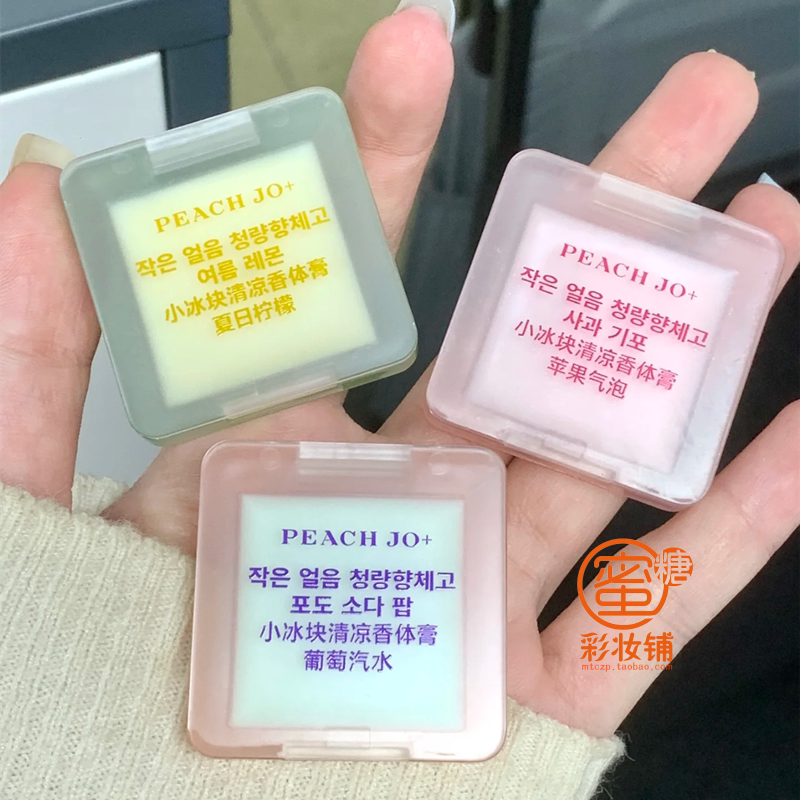 PEACH JO+
작은 얼음 청량향체고
여름 레몬
小冰块清凉香体膏
夏日柠檬
PEACH JO+
작은 얼음 청량향체고
사과 기포
小冰块清凉香体膏
苹果气泡
PEACH JO+
작은 얼음 청량향체고
포도 소다 팝
小冰块清凉香体膏
葡萄汽水
蜜糖
彩妆铺
mtczp.taobao.com